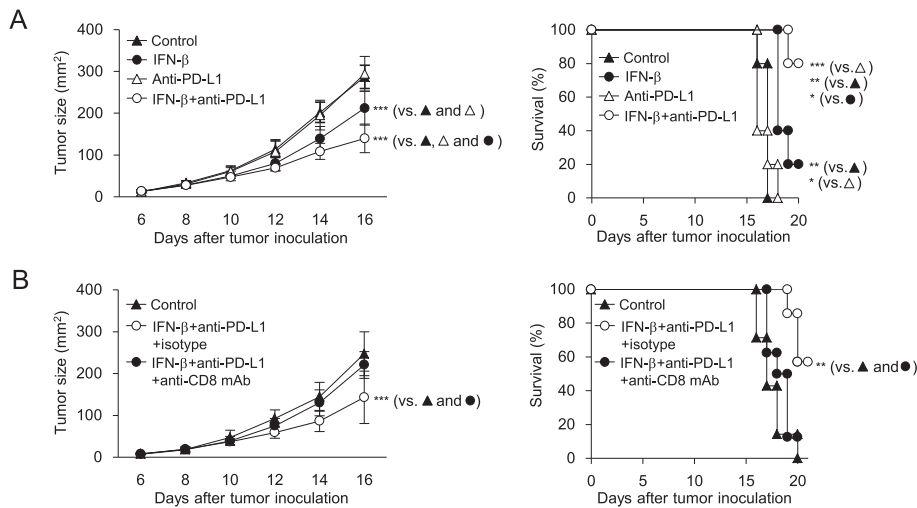 A
Tumor size (mm²)
400
300
200
100
0
Control
IFN-β
Anti-PD-L1
IFN-β+anti-PD-L1
*** (vs. ▲ and △)
*** (vs. ▲, △ and ●)
6 8 10 12 14 16
Days after tumor inoculation
Survival (%)
100
80
60
40
20
0
Control
IFN-β
Anti-PD-L1
IFN-β+anti-PD-L1
*** (vs. △)
** (vs. ▲)
* (vs. ●)
** (vs. ▲)
* (vs. △)
0 5 10 15 20
Days after tumor inoculation
B
Tumor size (mm²)
400
200
0
Control
IFN-β+anti-PD-L1
+isotype
IFN-β+anti-PD-L1
+anti-CD8 mAb
*** (vs. ▲ and ●)
6 8 10 12 14 16
Days after tumor inoculation
Survival (%)
100
80
60
40
20
0
Control
IFN-β+anti-PD-L1
+isotype
IFN-β+anti-PD-L1
+anti-CD8 mAb
** (vs. ▲ and ●)
0 5 10 15 20
Days after tumor inoculation